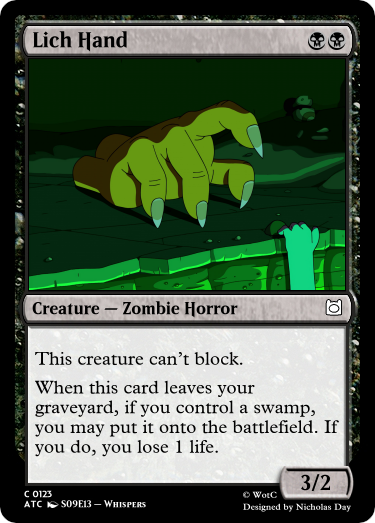 Lich Hand
Creature — Zombie Horror
This creature can't block.
When this card leaves your
graveyard, if you control a swamp,
you may put it onto the battlefield. If
you do, you lose 1 life.
3/2
C 0123
ATC S09E13 – Whispers
© WotC
Designed by Nicholas Day